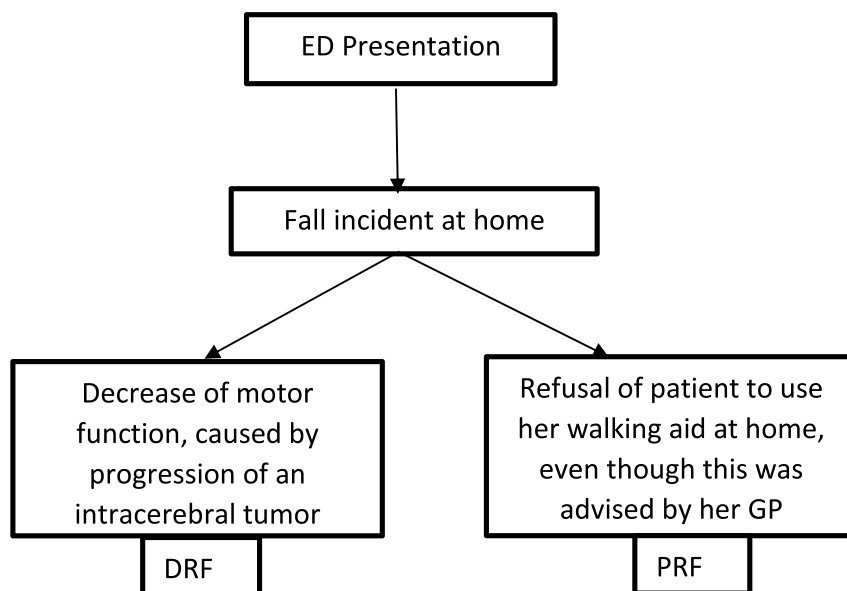 ED Presentation
Fall incident at home
Decrease of motor
function, caused by
progression of an
intracerebral tumor
DRF
Refusal of patient to use
her walking aid at home,
even though this was
advised by her GP
PRF